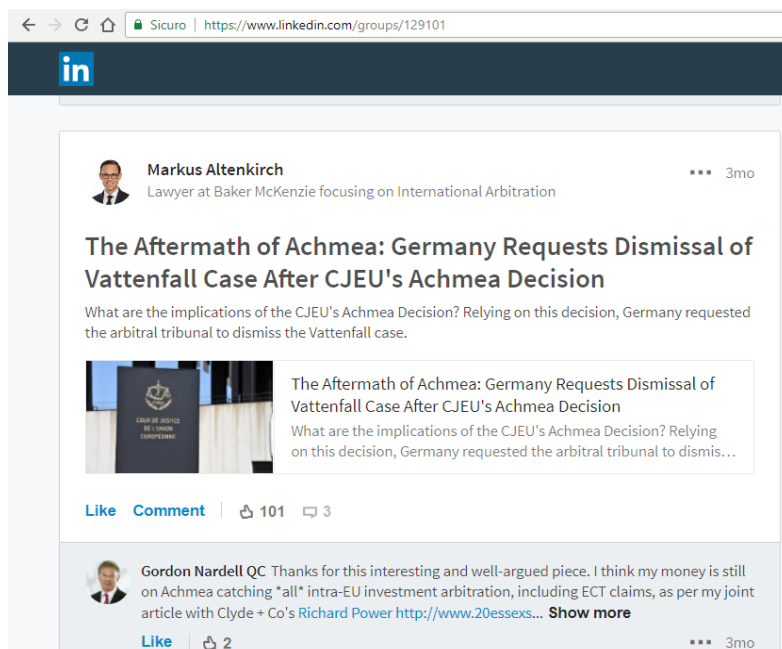 Sicuro | https://www.linkedin.com/groups/129101
in
Markus Altenkirch
3mo
Lawyer at Baker McKenzie focusing on International Arbitration
The Aftermath of Achmea: Germany Requests Dismissal of
Vattenfall Case After CJEU's Achmea Decision
What are the implications of the CJEU's Achmea Decision? Relying on this decision, Germany requested
the arbitral tribunal to dismiss the Vattenfall case.
COUR DE JUSTICE
DE L'UNION
EUROPÉENNE
The Aftermath of Achmea: Germany Requests Dismissal of
Vattenfall Case After CJEU's Achmea Decision
What are the implications of the CJEU's Achmea Decision? Relying
on this decision, Germany requested the arbitral tribunal to dismis...
Like Comment 101 3
Gordon Nardell QC Thanks for this interesting and well-argued piece. I think my money is still
on Achmea catching *all* intra-EU investment arbitration, including ECT claims, as per my joint
article with Clyde + Co's Richard Power http://www.20essexs... Show more
Like 2 3mo